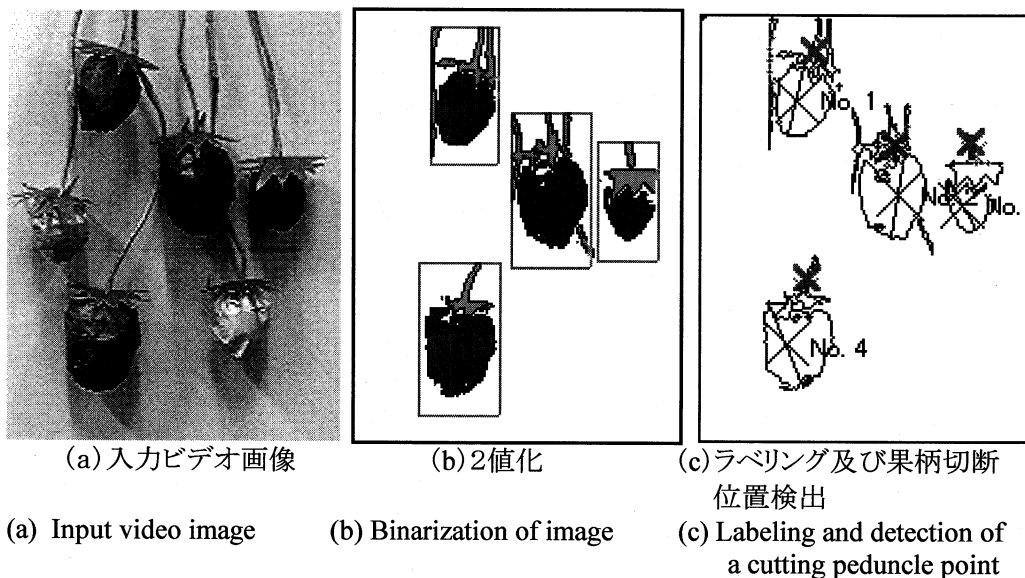 No. 1
No.
No.
No. 4
(a)入力ビデオ画像
(b)2値化
(c)ラベリング及び果柄切断
位置検出
(a) Input video image
(b) Binarization of image
(c) Labeling and detection of
a cutting peduncle point